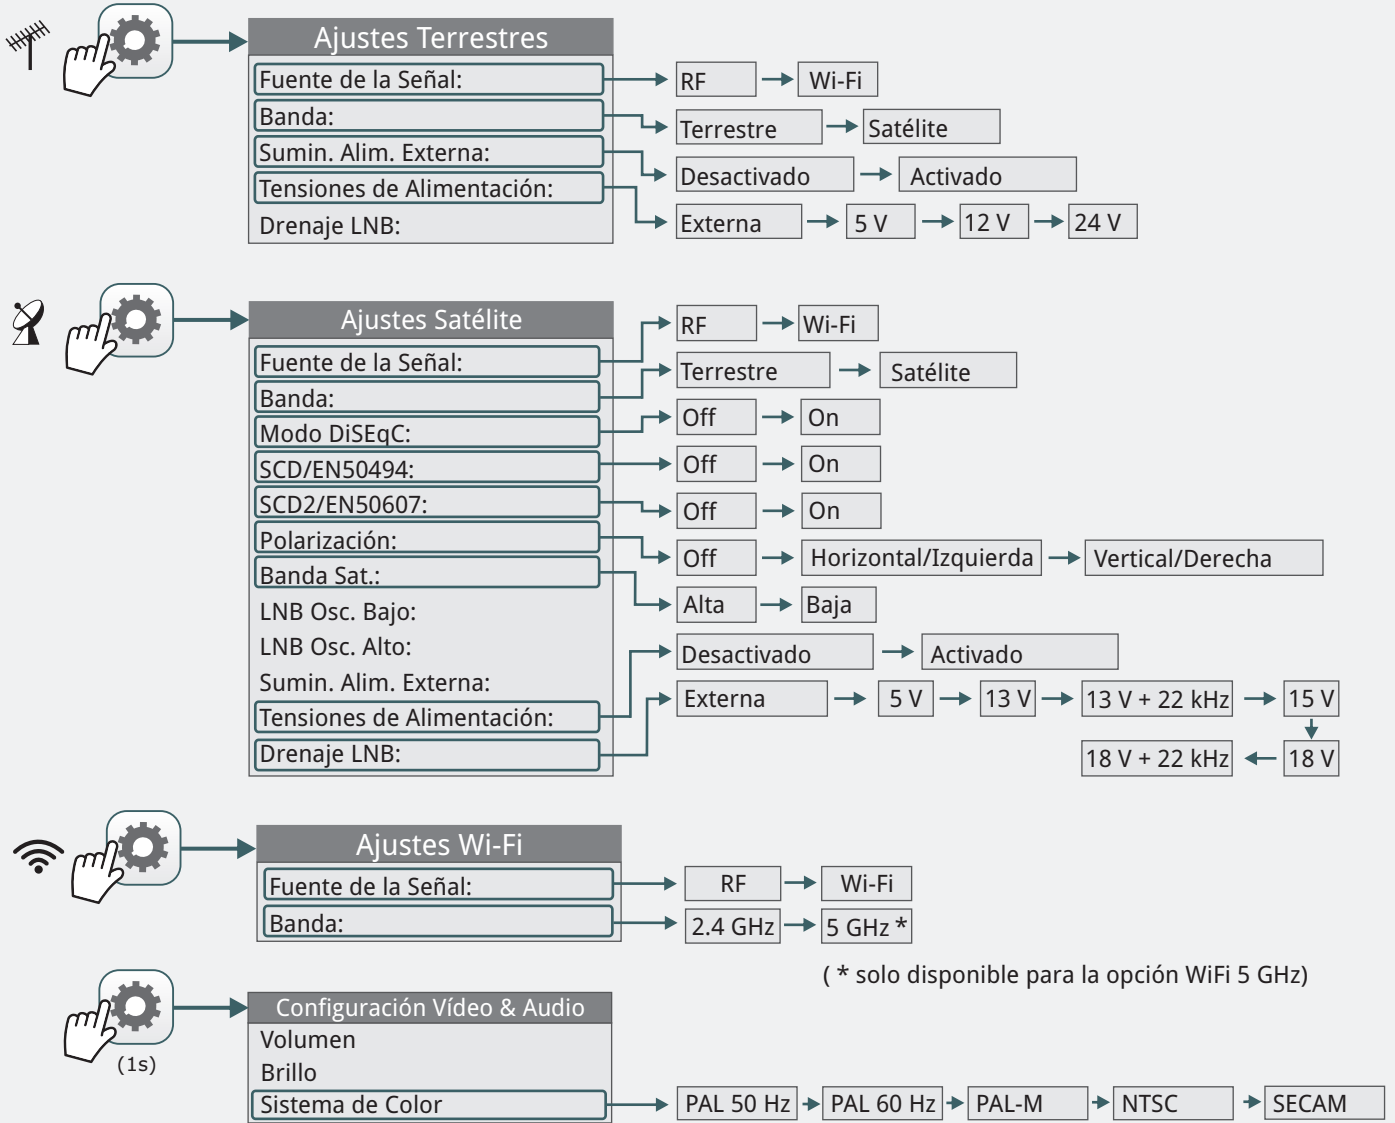 Ajustes Terrestres
Fuente de la Señal:
RF
Wi-Fi
Banda:
Terrestre
Satélite
Sumin. Alim. Externa:
Desactivado
Activado
Tensiones de Alimentación:
Externa
5 V
12 V
24 V
Drenaje LNB:
Ajustes Satélite
Fuente de la Señal:
RF
Wi-Fi
Banda:
Terrestre
Satélite
Modo DiSEqC:
Off
On
SCD/EN50494:
Off
On
SCD2/EN50607:
Off
On
Polarización:
Off
Horizontal/Izquierda
Vertical/Derecha
Banda Sat.:
Alta
Baja
LNB Osc. Bajo:
LNB Osc. Alto:
Sumin. Alim. Externa:
Tensiones de Alimentación:
Desactivado
Activado
Drenaje LNB:
Externa
5 V
13 V
13 V + 22 kHz
15 V
18 V
18 V + 22 kHz
Ajustes Wi-Fi
Fuente de la Señal:
RF
Wi-Fi
Banda:
2.4 GHz
5 GHz *
( * solo disponible para la opción WiFi 5 GHz)
(1s)
Configuración Vídeo & Audio
Volumen
Brillo
Sistema de Color
PAL 50 Hz
PAL 60 Hz
PAL-M
NTSC
SECAM